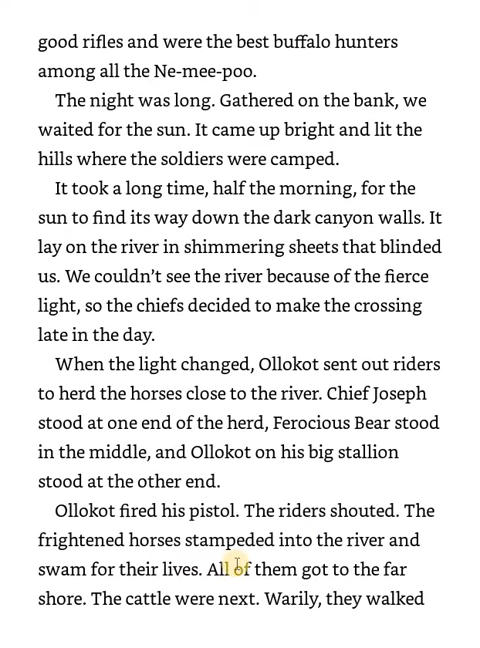 good rifles and were the best buffalo hunters
among all the Ne-mee-poo.
The night was long. Gathered on the bank, we
waited for the sun. It came up bright and lit the
hills where the soldiers were camped.
It took a long time, half the morning, for the
sun to find its way down the dark canyon walls. It
lay on the river in shimmering sheets that blinded
us. We couldn’t see the river because of the fierce
light, so the chiefs decided to make the crossing
late in the day.
When the light changed, Ollokot sent out riders
to herd the horses close to the river. Chief Joseph
stood at one end of the herd, Ferocious Bear stood
in the middle, and Ollokot on his big stallion
stood at the other end.
Ollokot fired his pistol. The riders shouted. The
frightened horses stampeded into the river and
swam for their lives. All of them got to the far
shore. The cattle were next. Warily, they walked